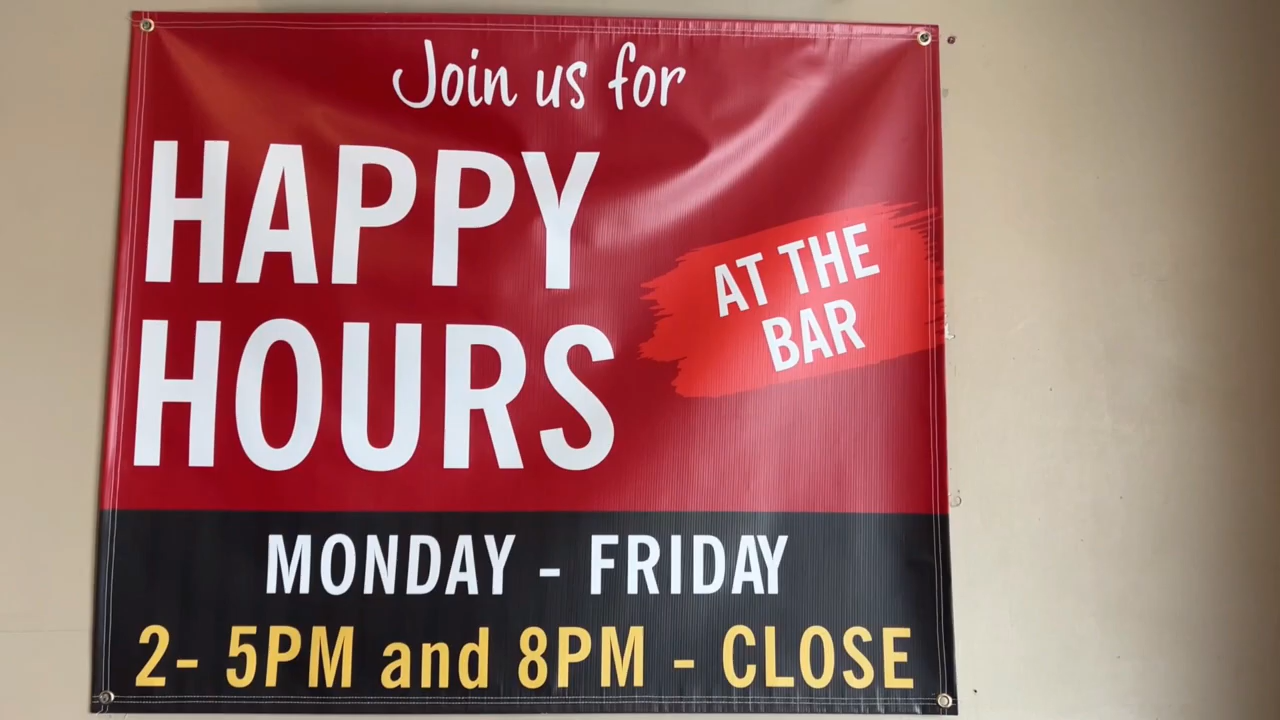 Join us for
HAPPY
HOURS
AT THE
BAR
MONDAY - FRIDAY
2- 5PM and 8PM - CLOSE